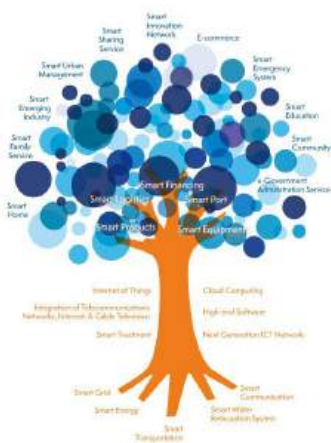 Smart
Innovation
Network
Smart
Sharing
Service
E-commerce
Smart Urban
Management
Smart
Emergency
System
Smart
Emerging
Industry
Smart
Education
Smart
Family
Service
Smart
Community
e-Government
Administration Service
Smart
Home
Smart Financing
Smart Logistics
Smart Port
Smart Products
Smart Equipment
Internet of Things
Cloud Computing
Integration of Telecommunications
Networks, Internet & Cable Television
High-end Software
Smart Treatment
Next Generation ICT Network
Smart Grid
Smart
Communication
Smart Energy
Smart Water
Smart
Transportation